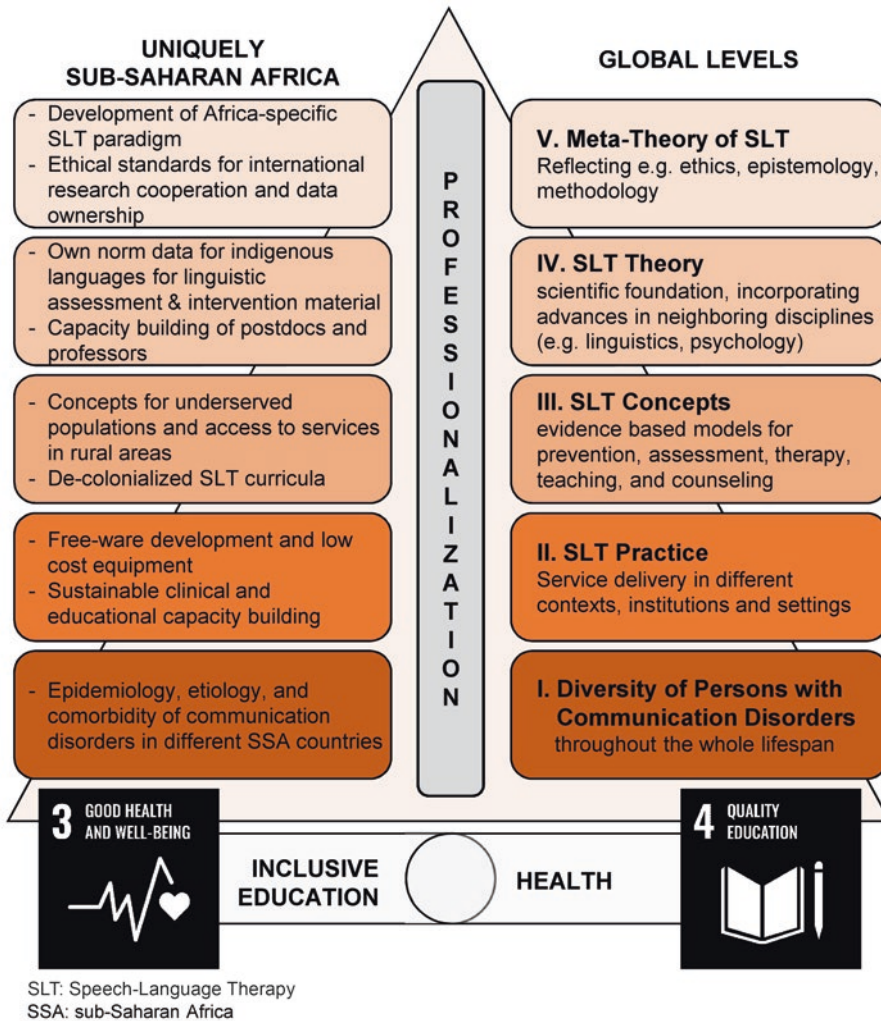 UNIQUELY
SUB-SAHARAN AFRICA
- Development of Africa-specific
SLT paradigm
- Ethical standards for international
research cooperation and data
ownership
- Own norm data for indigenous
languages for linguistic
assessment & intervention material
- Capacity building of postdocs and
professors
- Concepts for underserved
populations and access to services
in rural areas
- De-colonialized SLT curricula
- Free-ware development and low
cost equipment
- Sustainable clinical and
educational capacity building
- Epidemiology, etiology, and
comorbidity of communication
disorders in different SSA countries
PROFESSIONALIZATION
GLOBAL LEVELS
V. Meta-Theory of SLT
Reflecting e.g. ethics, epistemology,
methodology
IV. SLT Theory
scientific foundation, incorporating
advances in neighboring disciplines
(e.g. linguistics, psychology)
III. SLT Concepts
evidence based models for
prevention, assessment, therapy,
teaching, and counseling
II. SLT Practice
Service delivery in different
contexts, institutions and settings
I. Diversity of Persons with
Communication Disorders
throughout the whole lifespan
3 GOOD HEALTH
AND WELL-BEING
INCLUSIVE
EDUCATION
HEALTH
4 QUALITY
EDUCATION
SLT: Speech-Language Therapy
SSA: sub-Saharan Africa